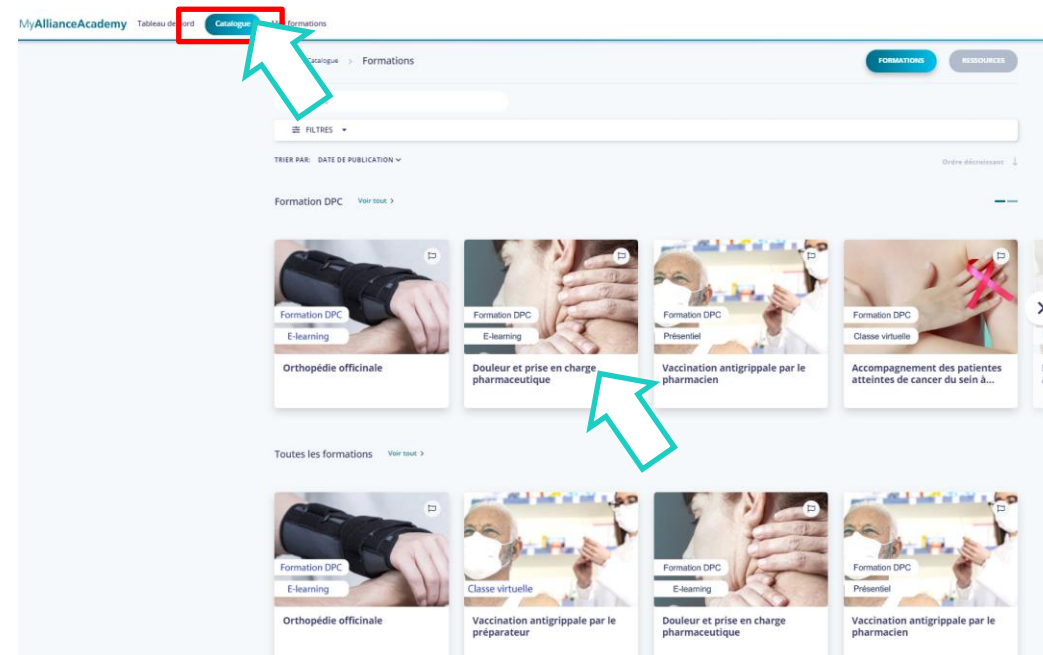 MyAllianceAcademy Tableau de bord Catalogue Mes formations
Catalogue > Formations
FORMATIONS RESSOURCES
FILTRES
TRIER PAR: DATE DE PUBLICATION
Ordre décroissant ↓
Formation DPC Voir tout >
Formation DPC
E-learning
Orthopédie officinale
Formation DPC
E-learning
Douleur et prise en charge
pharmaceutique
Formation DPC
Présentiel
Vaccination antigrippale par le
pharmacien
Formation DPC
Classe virtuelle
Accompagnement des patientes
atteintes de cancer du sein à...
Toutes les formations Voir tout >
Formation DPC
E-learning
Orthopédie officinale
Classe virtuelle
Vaccination antigrippale par le
préparateur
Formation DPC
E-learning
Douleur et prise en charge
pharmaceutique
Formation DPC
Présentiel
Vaccination antigrippale par le
pharmacien